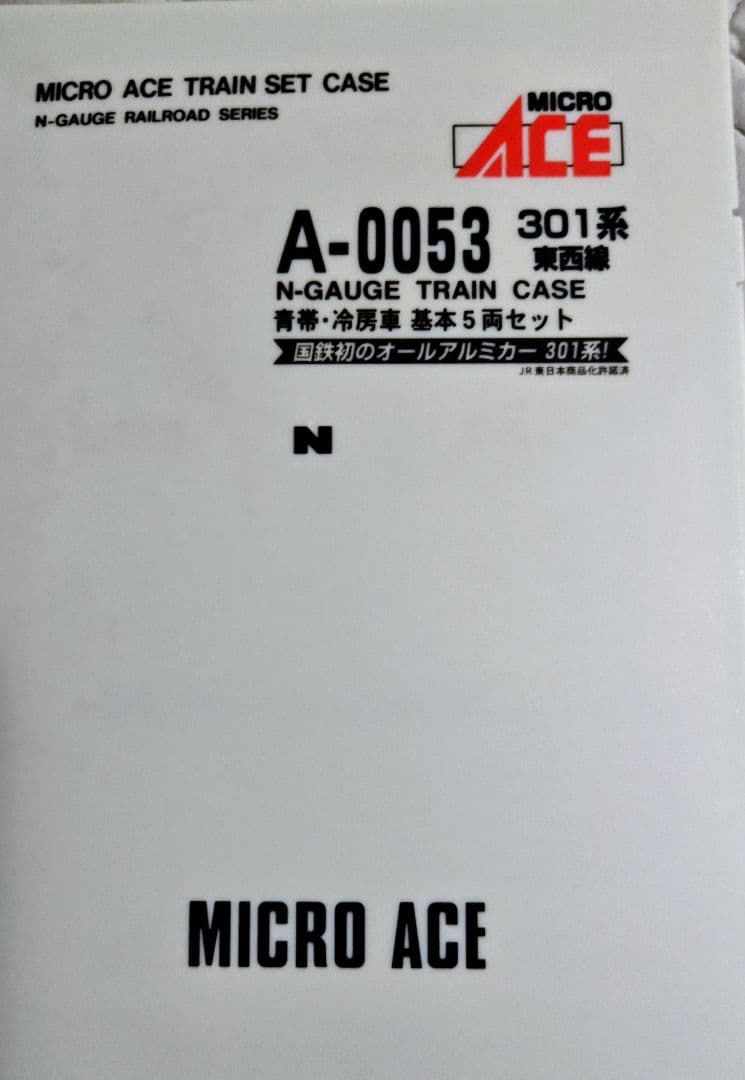 MICRO ACE TRAIN SET CASE
N-GAUGE RAILROAD SERIES
MICRO
ACE
A-0053 301系
東西線
N-GAUGE TRAIN CASE
青帯・冷房車 基本5両セット
国鉄初のオールアルミカー 301系!
JR東日本商品化許諾済
N
MICRO ACE